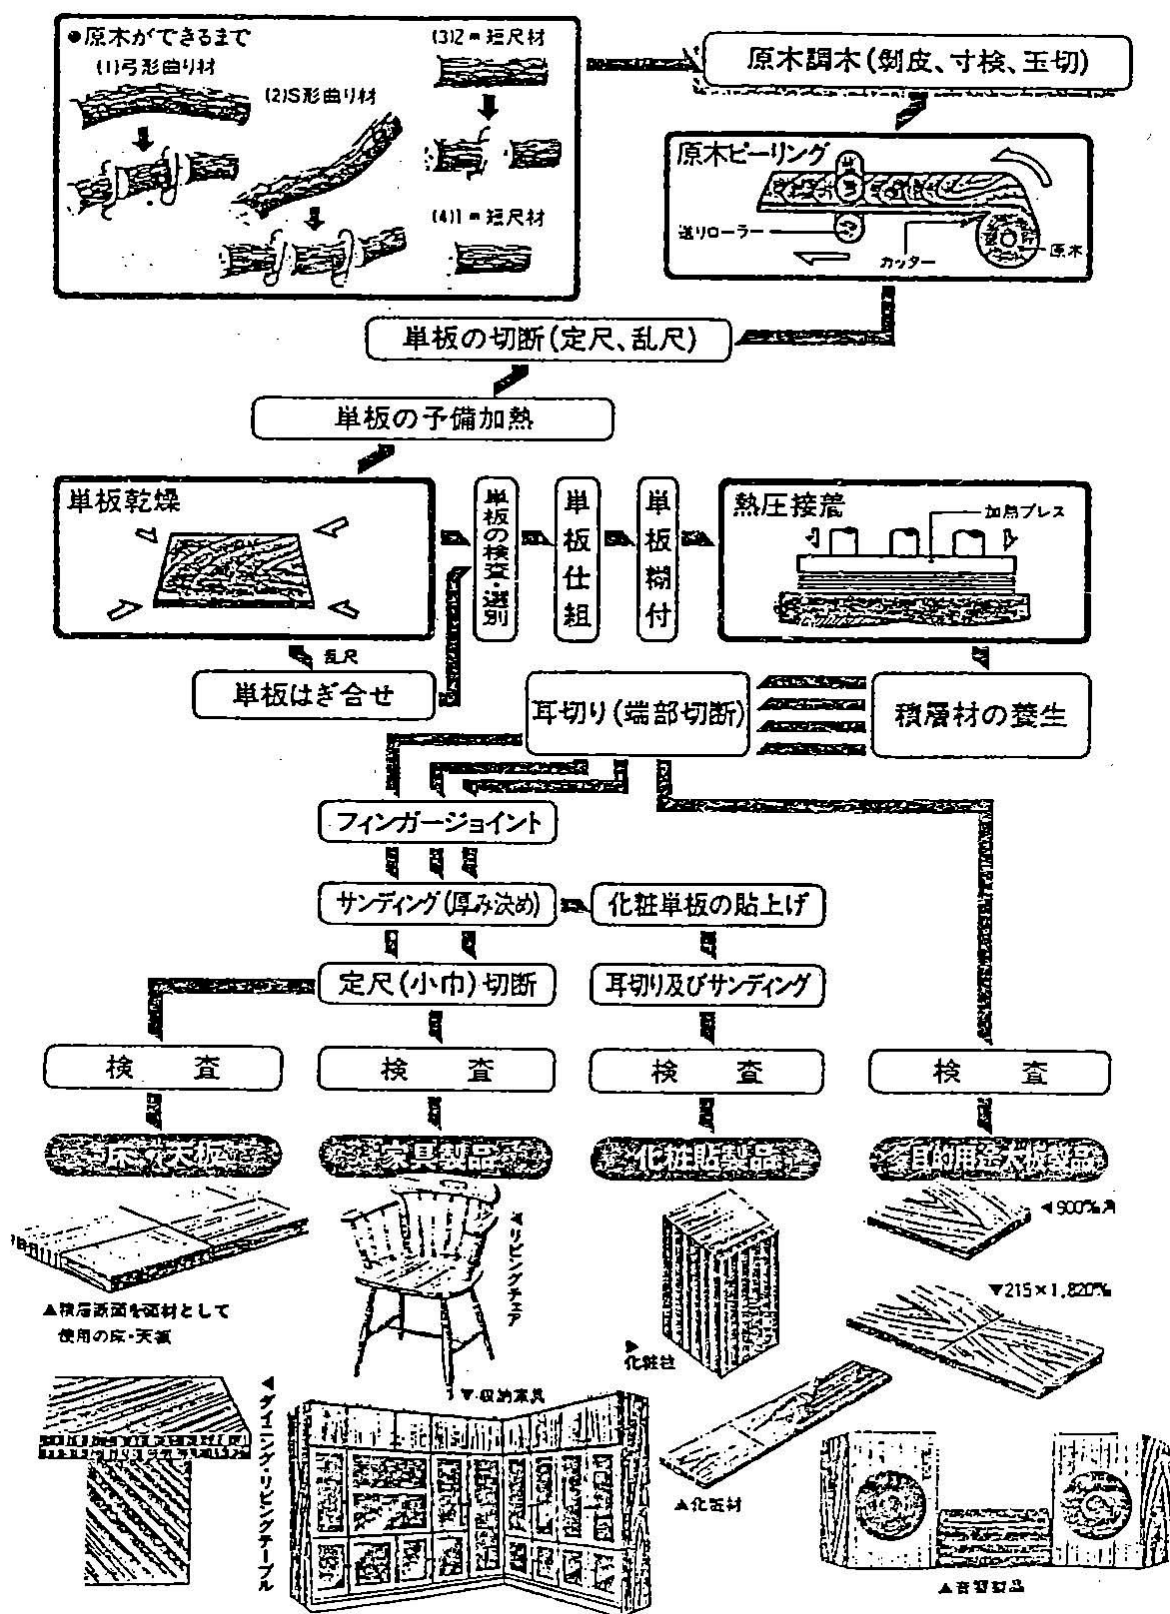 ●原木ができるまで
(1)弓形曲り材
(2)S形曲り材
(3)2m短尺材
(4)1m短尺材
原木調木(剝皮、寸検、玉切)
原木ピーリング
送りローラー
カッター
原木
単板の切断(定尺、乱尺)
単板の予備加熱
単板乾燥
乱尺
単板はぎ合せ
単板の検査・選別
単板仕組
単板糊付
熱圧接着
加熱プレス
積層材の養生
耳切り(端部切断)
フィンガージョイント
サンディング(厚み決め)
化粧単板の貼上げ
定尺(小巾)切断
耳切り及びサンディング
検 査
検 査
検 査
検 査
床・天板
家具製品
化粧貼製品
目的用途大板製品
▲積層断面を面材として
使用の床・天板
◀リビングチェア
▶化粧柱
◀900%角
▼215×1,820%
◀ダイニング・リビングテーブル
▼収納家具
▲化粧材
▲音響製品